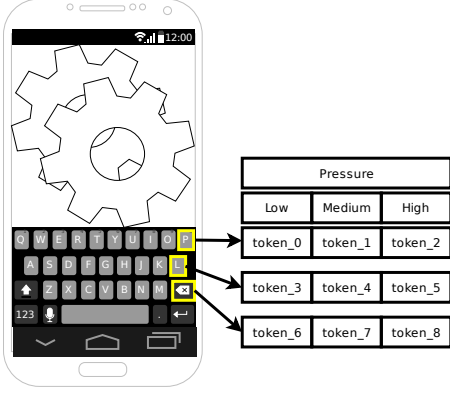 12:00
Q W E R T Y U I O P
A S D F G H J K L
Z X C V B N M
123 .
Pressure
Low Medium High
token_0 token_1 token_2
token_3 token_4 token_5
token_6 token_7 token_8